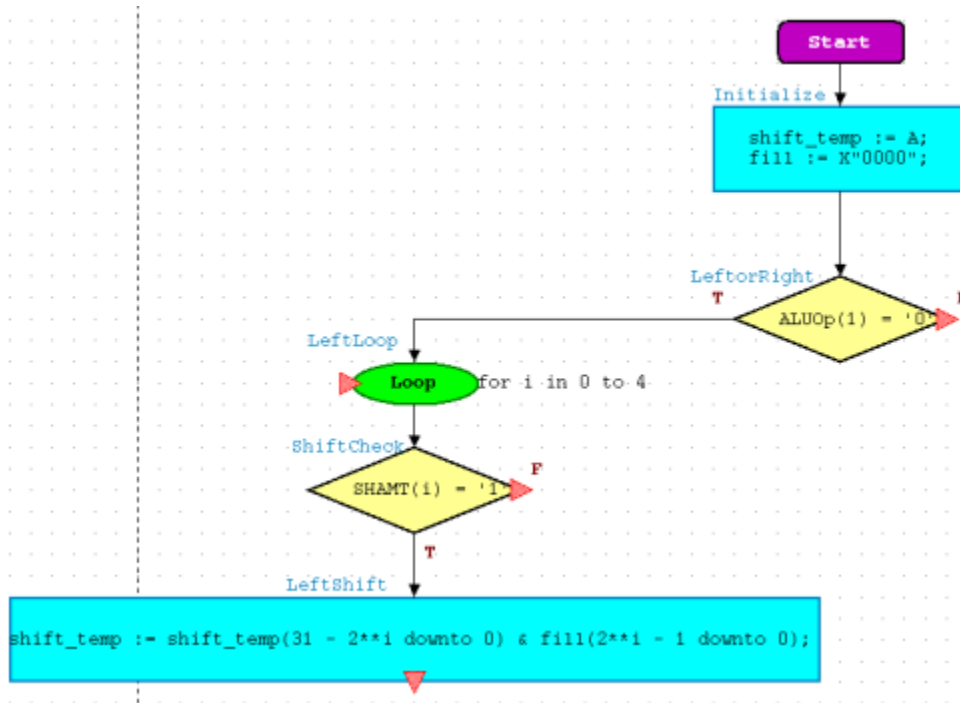 Start
Initialize
shift_temp := A;
fill := X"0000";
LeftorRight
T
ALUOp(1) = '0'
LeftLoop
Loop
for i in 0 to 4
ShiftCheck
SHAMT(i) = '1'
F
T
LeftShift
shift_temp := shift_temp(31 - 2**i downto 0) & fill(2**i - 1 downto 0);